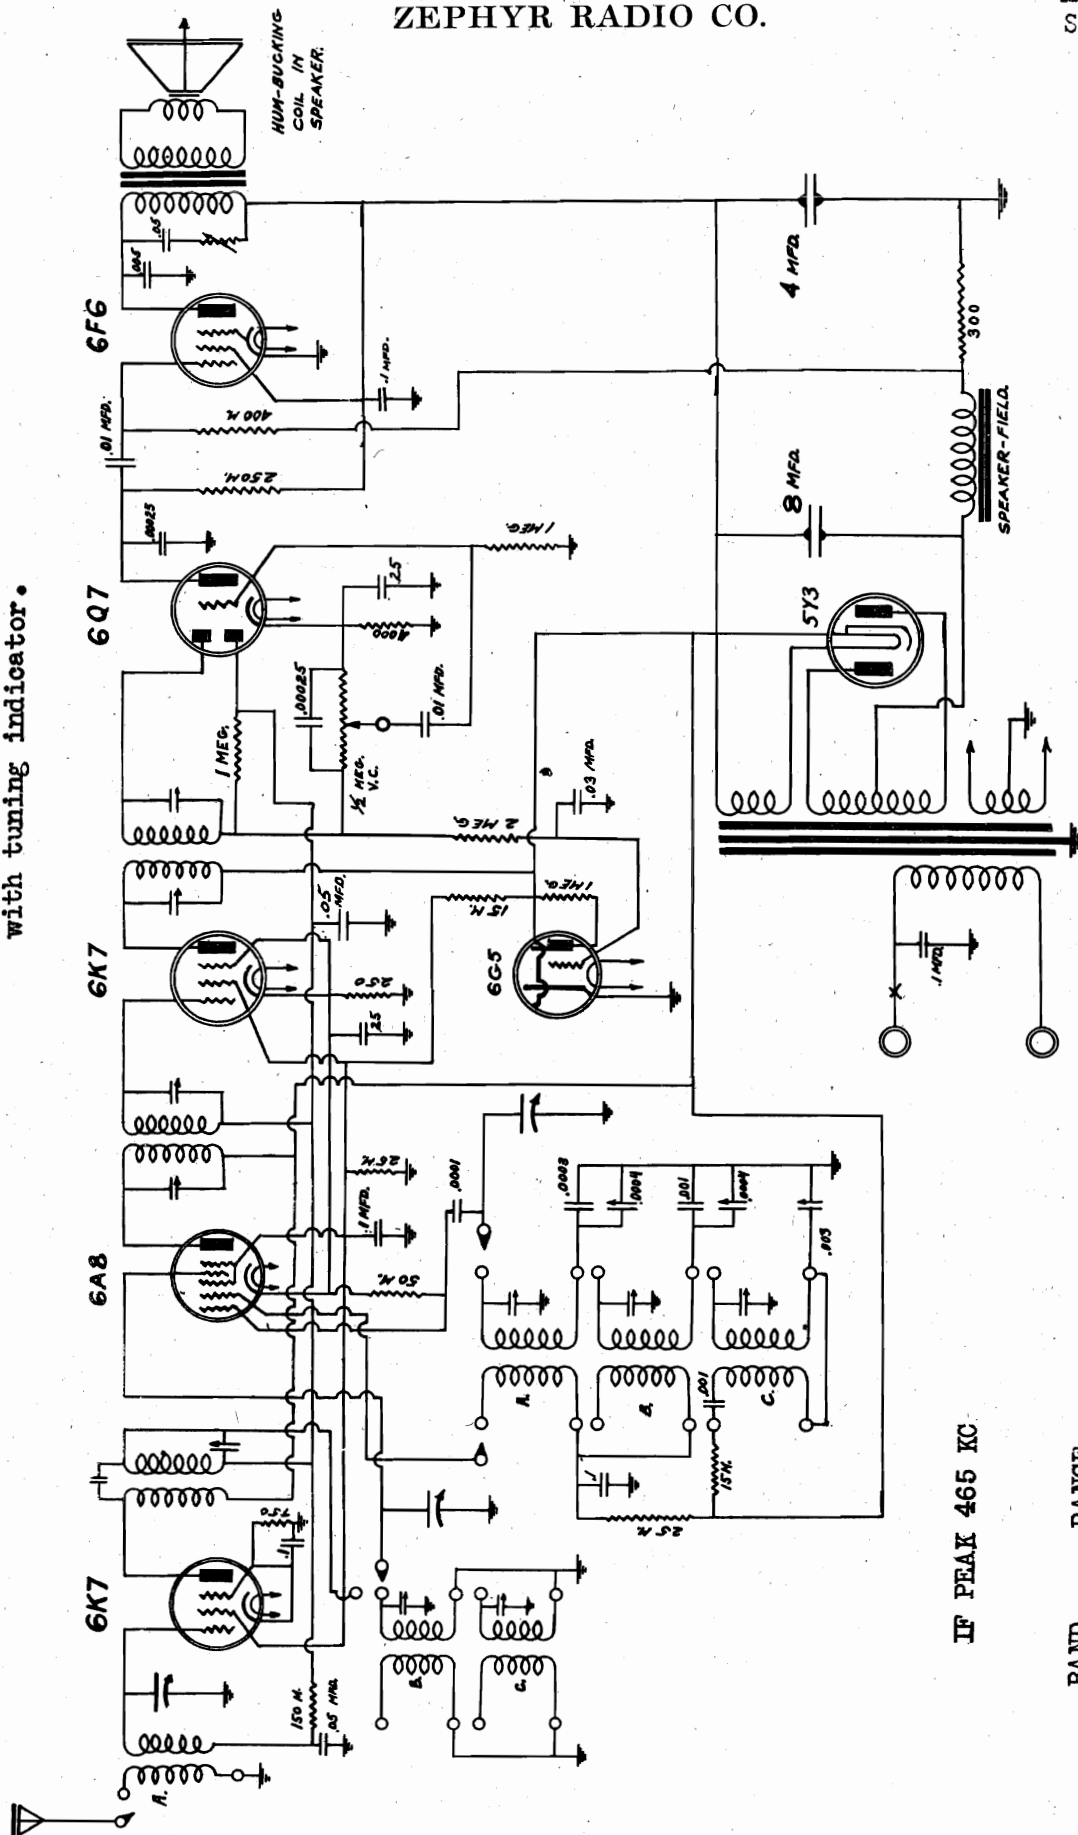 ZEPHYR RADIO CO.
S
with tuning indicator.
HUM-BUCKING
COIL IN
SPEAKER.
.05
.005
6F6
.1 MFD.
.01 MFD.
400 M.
250 M.
.00025
1 MEG.
6Q7
.25
4000
.00025
.01 MFD.
½ MEG.
V.C.
1 MEG.
2 MEG.
.03 MFD.
.05
MFD.
15 M.
1 MEG.
6K7
250
.25
6G5
4 MFD.
300
8 MFD.
SPEAKER-FIELD.
5Y3
.1 MFD.
X
25 M.
.1 MFD.
6A8
50 M.
.0001
.0003
.0004
.001
.0004
.003
A.
B.
C.
.001
15 M.
.1
25 M.
6K7
750
.1
150 M.
.05 MFD.
B.
C.
A.
IF PEAK 465 KC
BAND
RANGE